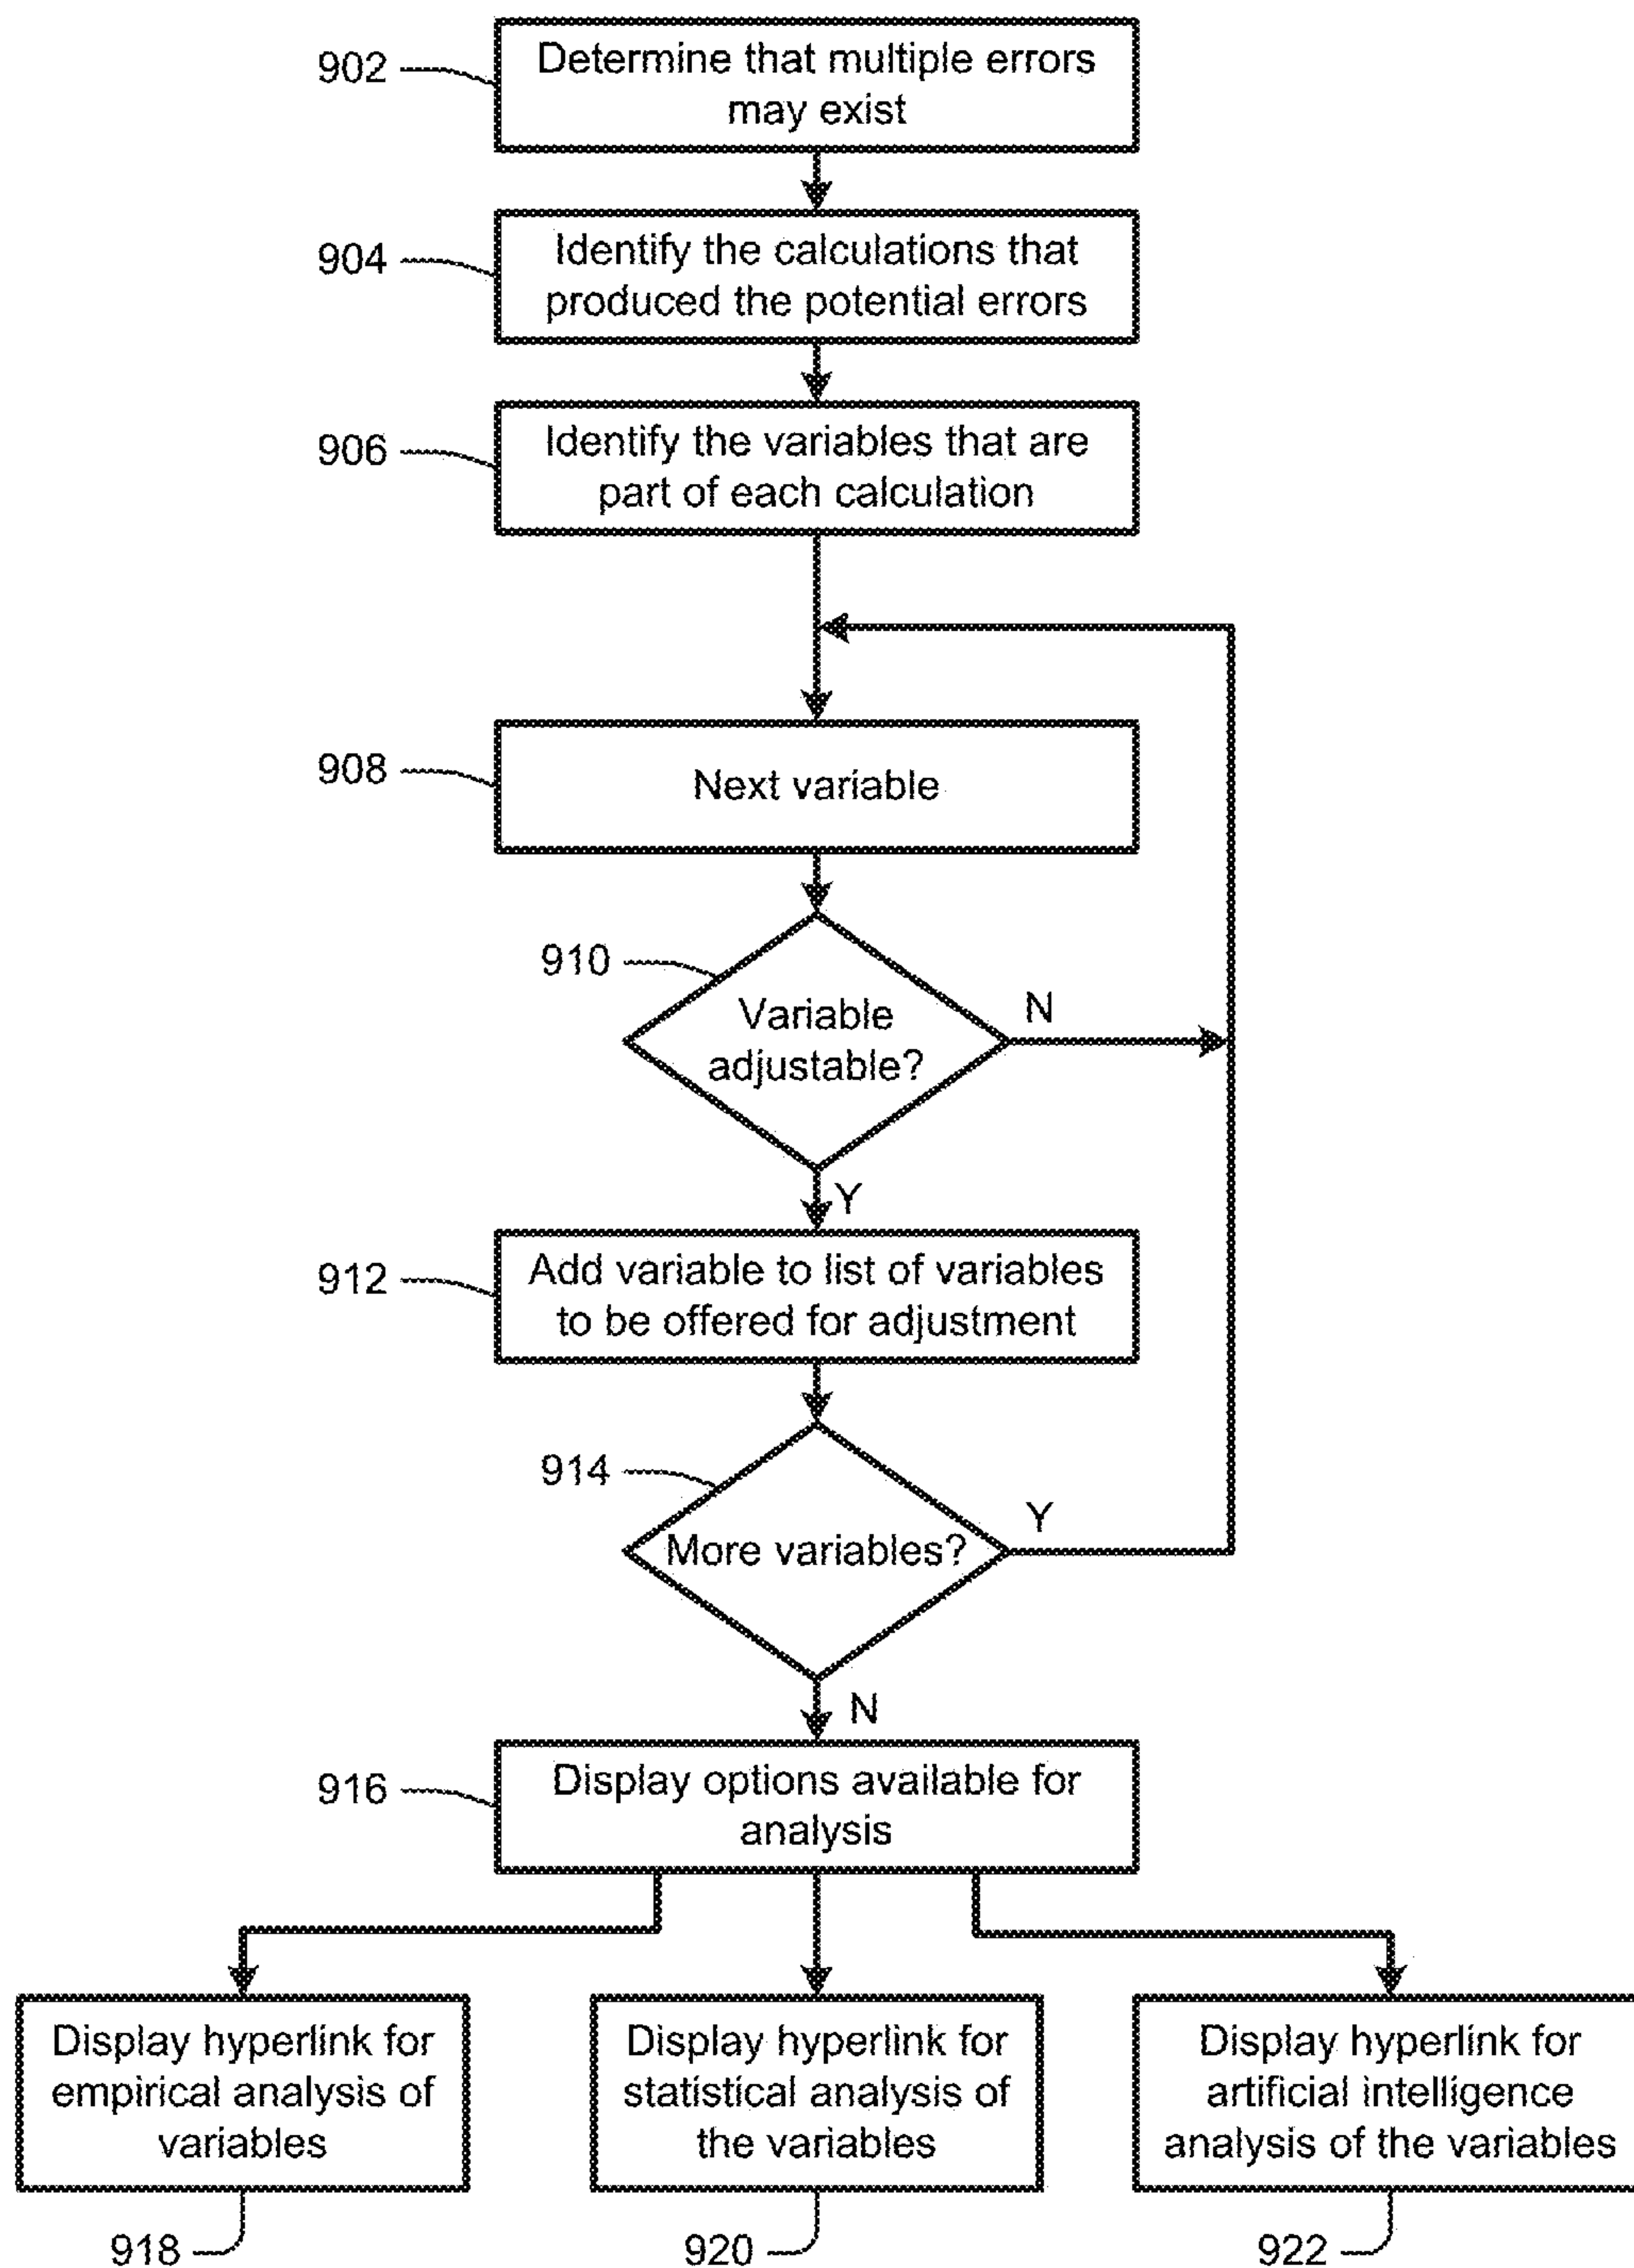 902
Determine that multiple errors
may exist
904
Identify the calculations that
produced the potential errors
906
Identify the variables that are
part of each calculation
908
Next variable
910
Variable
adjustable?
N
Y
912
Add variable to list of variables
to be offered for adjustment
914
More variables?
Y
N
916
Display options available for
analysis
Display hyperlink for
empirical analysis of
variables
918
Display hyperlink for
statistical analysis of
the variables
920
Display hyperlink for
artificial intelligence
analysis of the variables
922